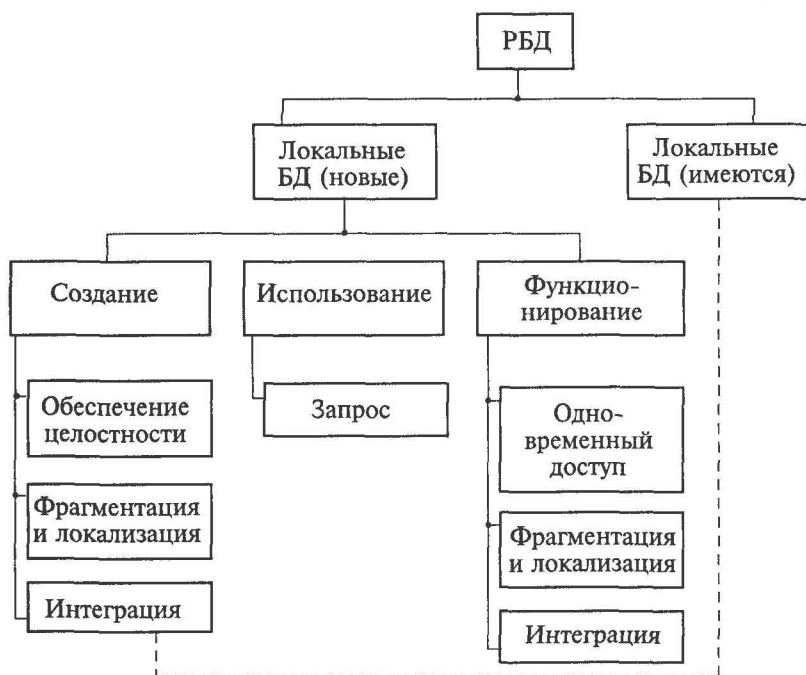 РБД
Локальные
БД (новые)
Локальные
БД (имеются)
Создание
Использование
Функцио-
нирование
Обеспечение
целостности
Запрос
Одно-
временный
доступ
Фрагментация
и локализация
Фрагментация
и локализация
Интеграция
Интеграция